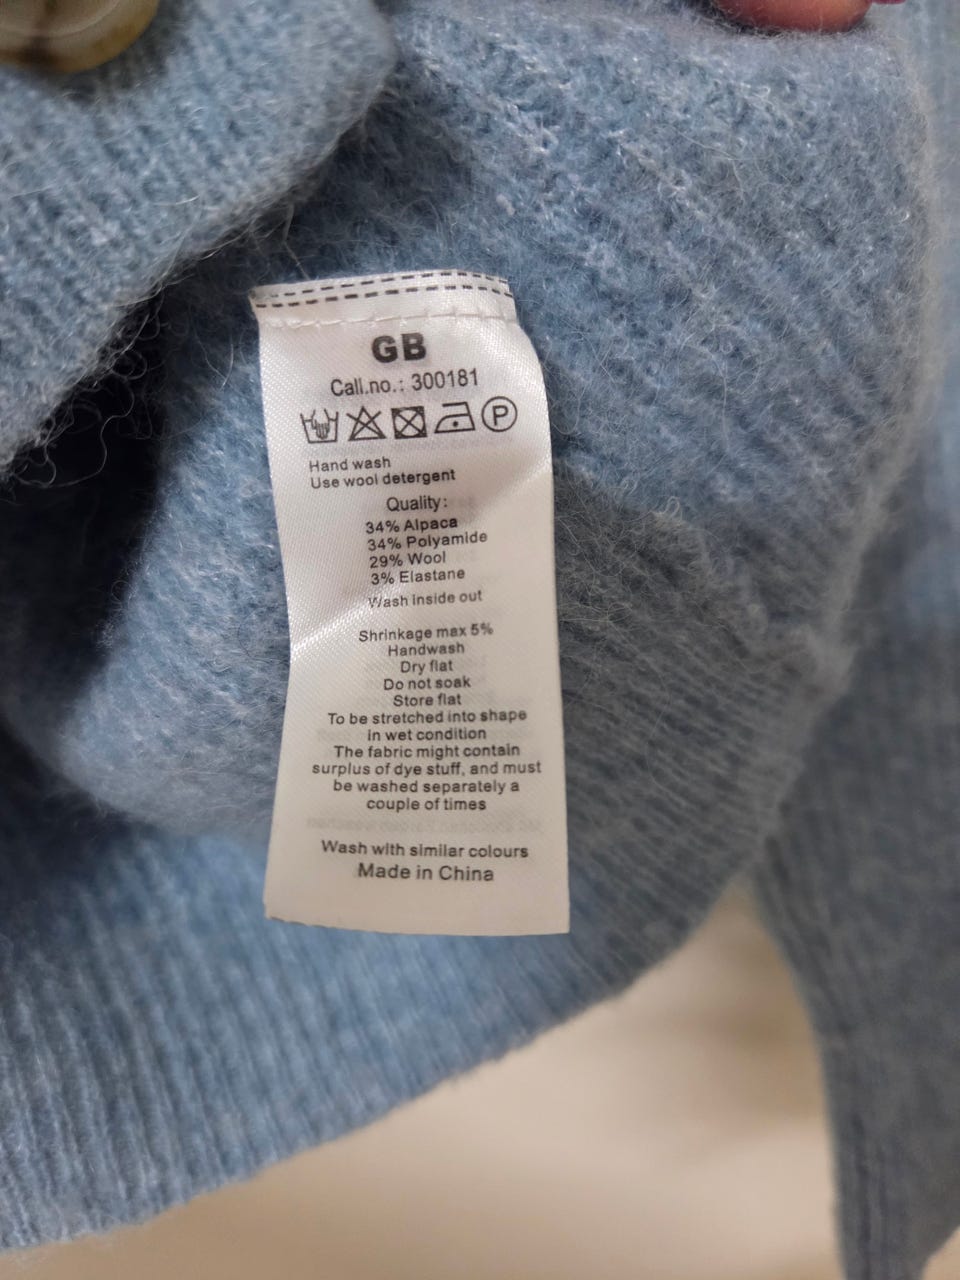 GB
Call.no.: 300181
P
Hand wash
Use wool detergent
Quality:
34% Alpaca
34% Polyamide
29% Wool
3% Elastane
Wash inside out
Shrinkage max 5%
Handwash
Dry flat
Do not soak
Store flat
To be stretched into shape
in wet condition
The fabric might contain
surplus of dye stuff, and must
be washed separately a
couple of times
Wash with similar colours
Made in China